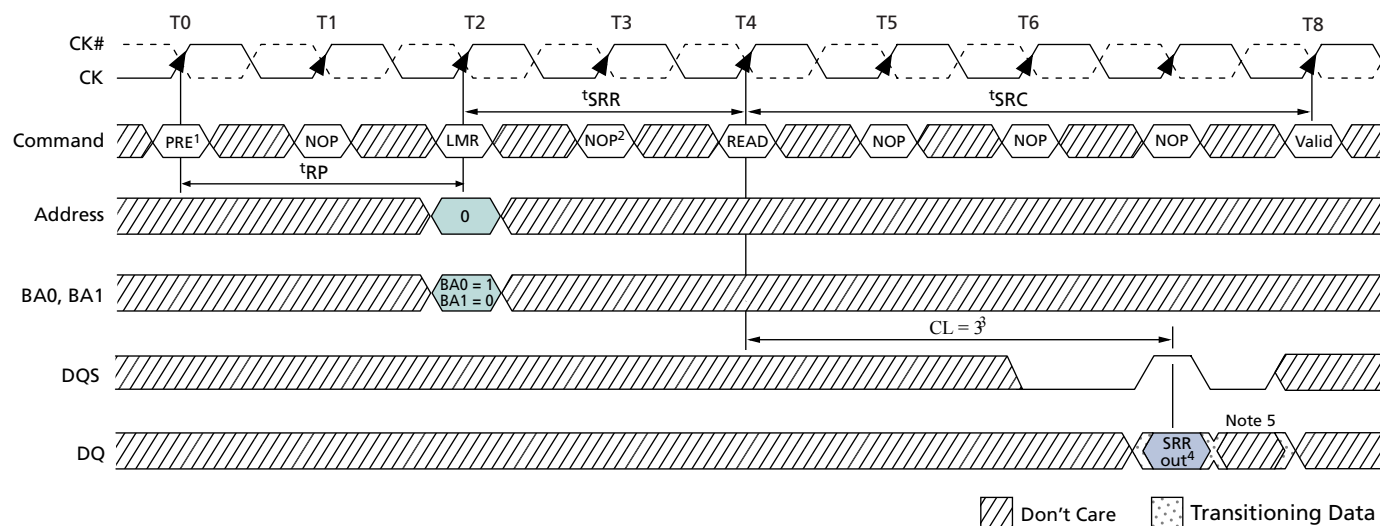 T0 T1 T2 T3 T4 T5 T6 T8
CK#
CK
tSRR tSRC
Command PRE1 NOP LMR NOP2 READ NOP NOP NOP Valid
tRP
Address 0
BA0, BA1 BA0 = 1
BA1 = 0
CL = 33
DQS
Note 5
DQ SRR
out4
Don't Care Transitioning Data